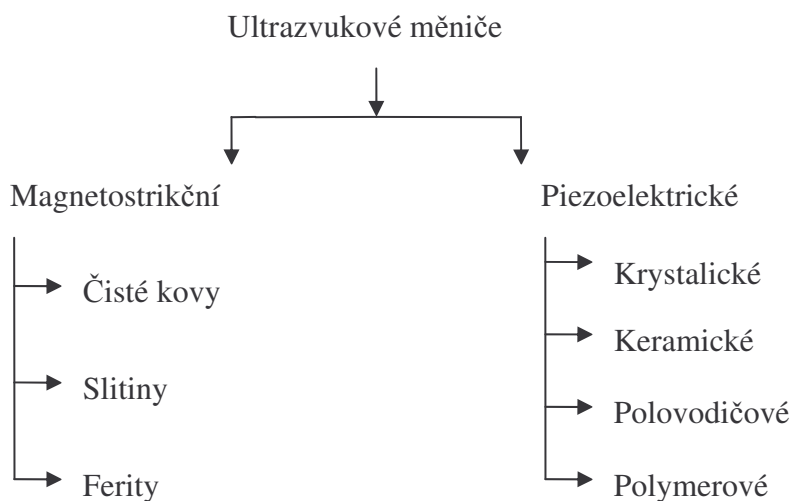 Ultrazvukové měniče
Magnetostrikční
Piezoelektrické
Čisté kovy
Slitiny
Ferity
Krystalické
Keramické
Polovodičové
Polymerové